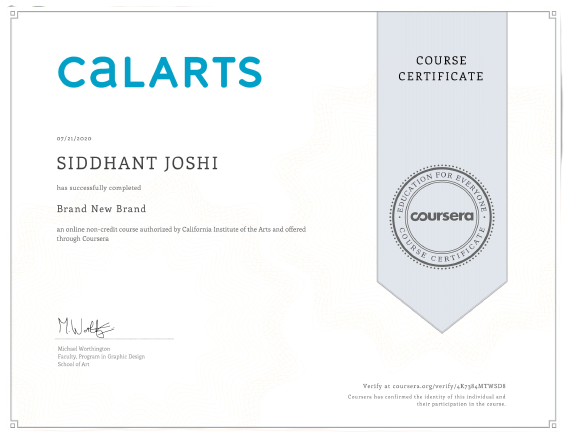 CALARTS
COURSE
CERTIFICATE
07/21/2020
SIDDHANT JOSHI
has successfully completed
Brand New Brand
an online non-credit course authorized by California Institute of the Arts and offered
through Coursera
EDUCATION FOR EVERYONE
coursera
COURSE CERTIFICATE
M.Worth
Michael Worthington
Faculty, Program in Graphic Design
School of Art
Verify at coursera.org/verify/4K7384MTWSD8
Coursera has confirmed the identity of this individual and
their participation in the course.